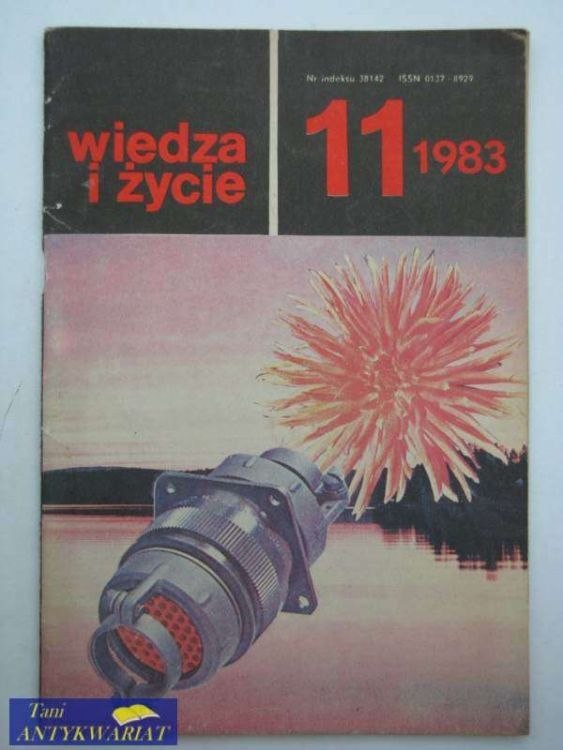 Nr indeksu 38142 ISSN 0137-8929
wiedza
i życie
11 1983
Tani
ANTYKWARIAT